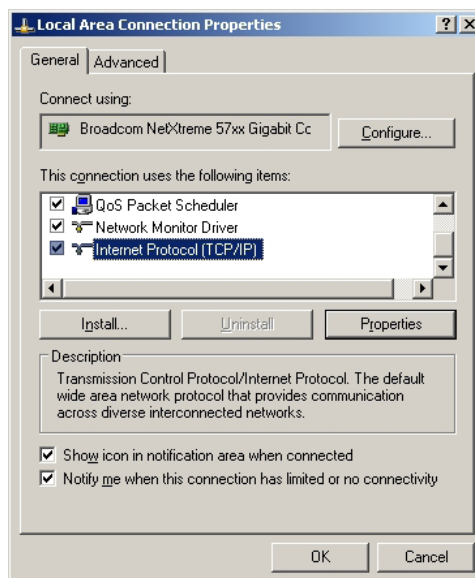 Local Area Connection Properties
General
Advanced
Connect using:
Broadcom NetXtreme 57xx Gigabit Cc
Configure...
This connection uses the following items:
QoS Packet Scheduler
Network Monitor Driver
Internet Protocol (TCP/IP)
Install...
Uninstall
Properties
Description
Transmission Control Protocol/Internet Protocol. The default
wide area network protocol that provides communication
across diverse interconnected networks.
Show icon in notification area when connected
Notify me when this connection has limited or no connectivity
OK
Cancel